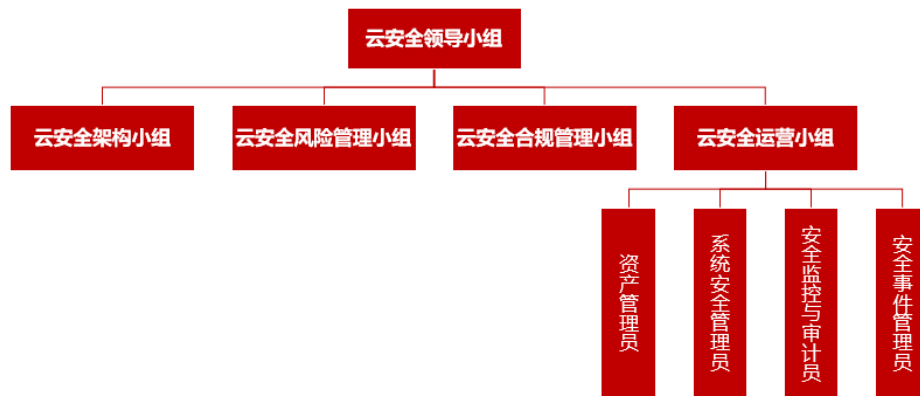 云安全领导小组
云安全架构小组
云安全风险管理小组
云安全合规管理小组
云安全运营小组
资产管理员
系统安全管理员
安全监控与审计员
安全事件管理员